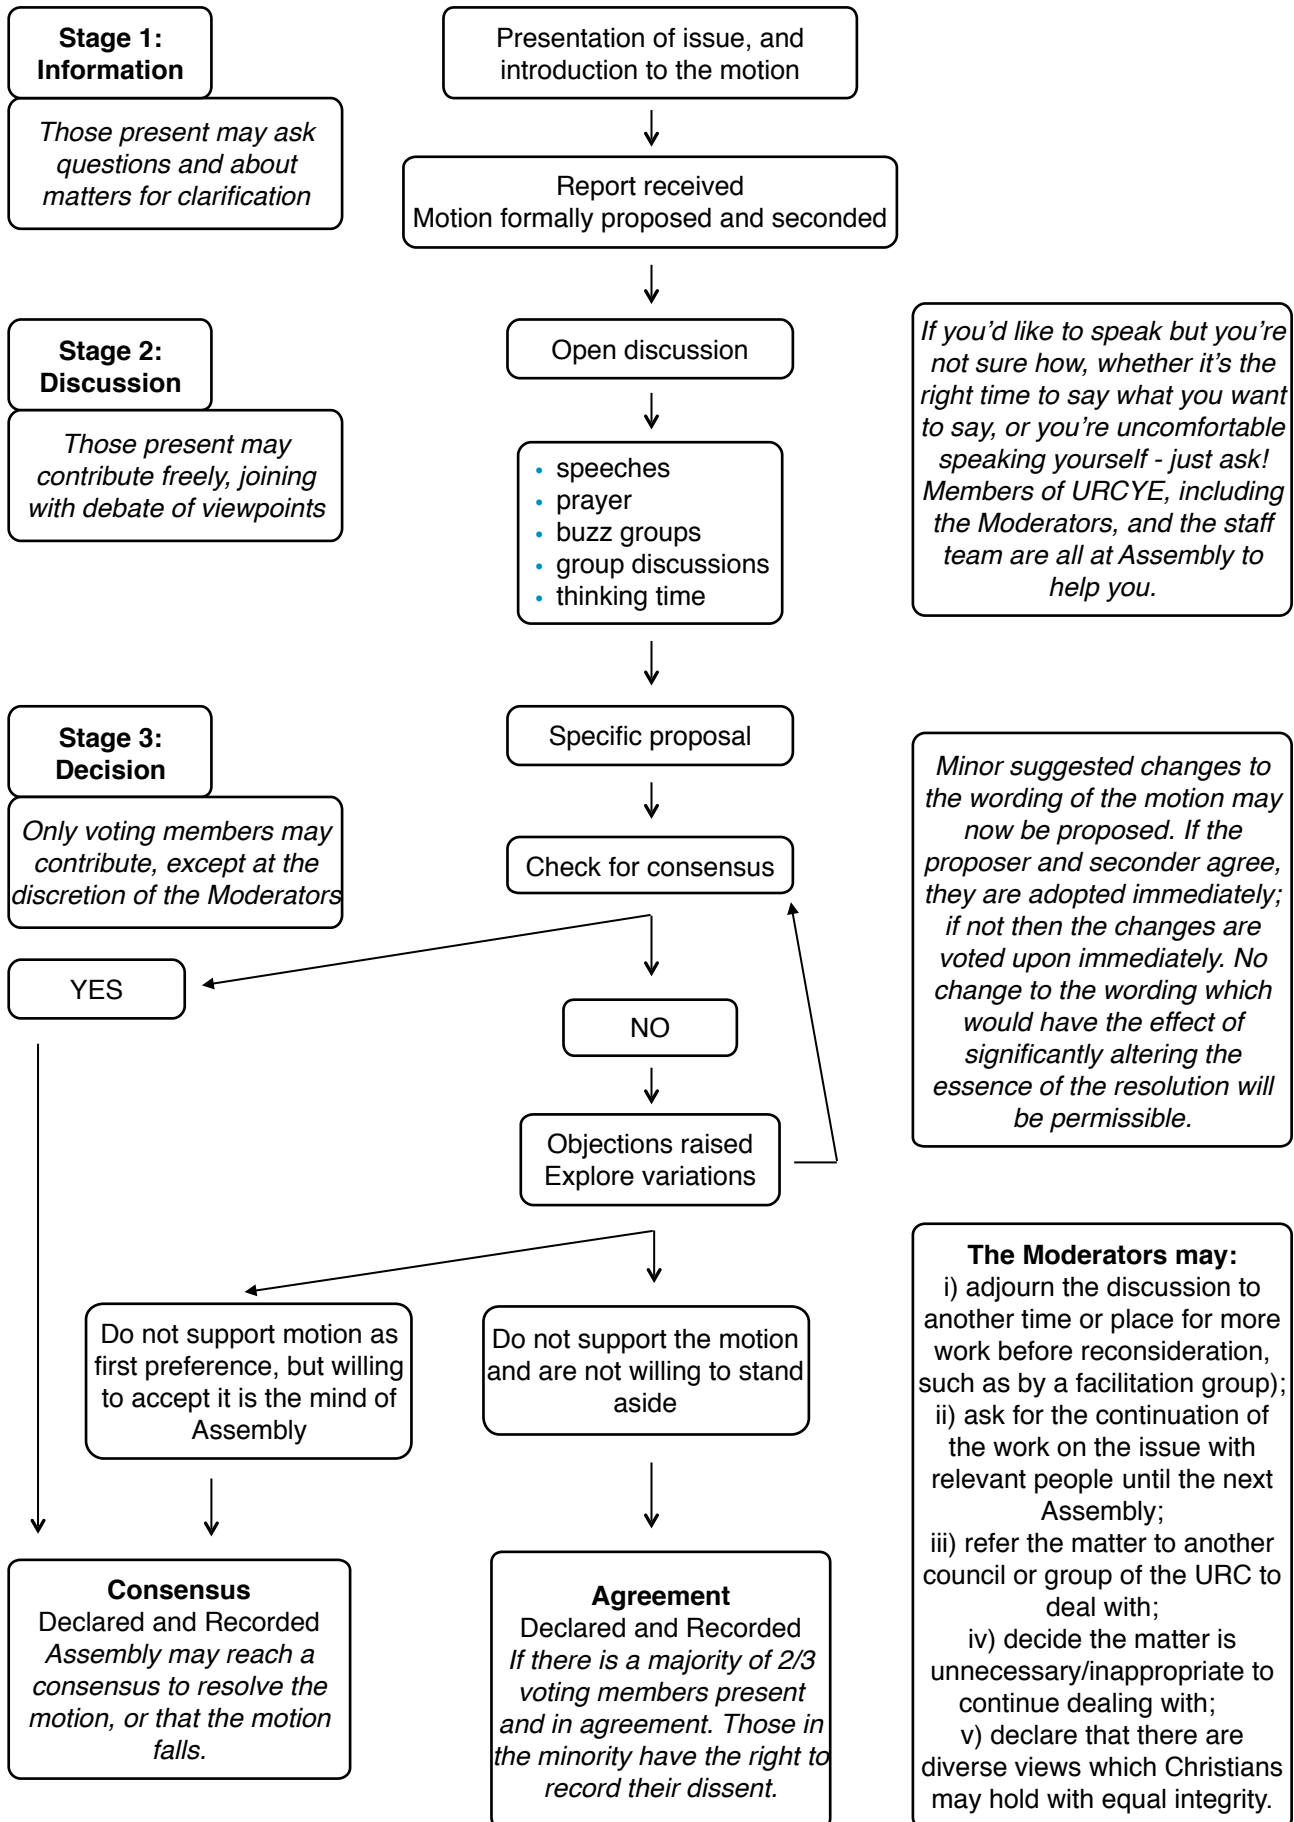 Stage 1:
Information
Those present may ask
questions and about
matters for clarification
Presentation of issue, and
introduction to the motion
Report received
Motion formally proposed and seconded
Stage 2:
Discussion
Those present may
contribute freely, joining
with debate of viewpoints
Open discussion
• speeches
• prayer
• buzz groups
• group discussions
• thinking time
If you’d like to speak but you’re
not sure how, whether it’s the
right time to say what you want
to say, or you’re uncomfortable
speaking yourself - just ask!
Members of URCYE, including
the Moderators, and the staff
team are all at Assembly to
help you.
Stage 3:
Decision
Only voting members may
contribute, except at the
discretion of the Moderators
Specific proposal
Check for consensus
Minor suggested changes to
the wording of the motion may
now be proposed. If the
proposer and seconder agree,
they are adopted immediately;
if not then the changes are
voted upon immediately. No
change to the wording which
would have the effect of
significantly altering the
essence of the resolution will
be permissible.
YES
NO
Objections raised
Explore variations
Do not support motion as
first preference, but willing
to accept it is the mind of
Assembly
Do not support the motion
and are not willing to stand
aside
Consensus
Declared and Recorded
Assembly may reach a
consensus to resolve the
motion, or that the motion
falls.
Agreement
Declared and Recorded
If there is a majority of 2/3
voting members present
and in agreement. Those in
the minority have the right to
record their dissent.
The Moderators may:
i) adjourn the discussion to
another time or place for more
work before reconsideration,
such as by a facilitation group);
ii) ask for the continuation of
the work on the issue with
relevant people until the next
Assembly;
iii) refer the matter to another
council or group of the URC to
deal with;
iv) decide the matter is
unnecessary/inappropriate to
continue dealing with;
v) declare that there are
diverse views which Christians
may hold with equal integrity.